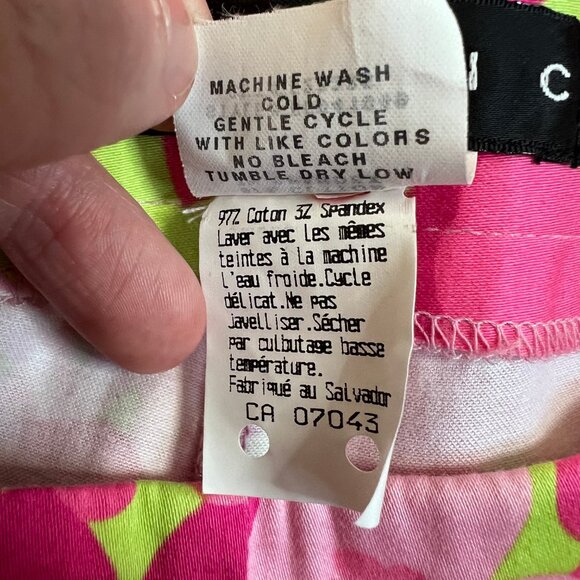 MACHINE WASH
COLD
GENTLE CYCLE
WITH LIKE COLORS
NO BLEACH
TUMBLE DRY LOW
C
97% Coton 3% Spandex
Laver avec les mêmes
teintes à la machine
L'eau froide.Cycle
délicat.Ne pas
javelliser.Sécher
par culbutage basse
température.
Fabriqué au Salvador
CA 07043